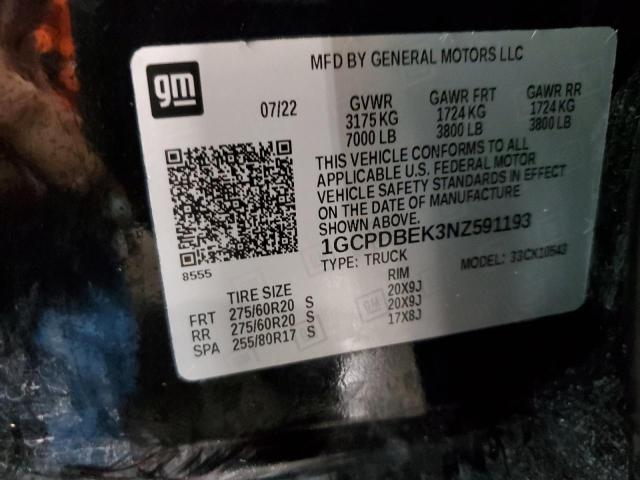 gm
MFD BY GENERAL MOTORS LLC
07/22
GVWR GAWR FRT GAWR RR
3175 KG 1724 KG 1724 KG
7000 LB 3800 LB 3800 LB
THIS VEHICLE CONFORMS TO ALL
APPLICABLE U.S. FEDERAL MOTOR
VEHICLE SAFETY STANDARDS IN EFFECT
ON THE DATE OF MANUFACTURE
SHOWN ABOVE.
1GCPDBEK3NZ591193
8555
TYPE: TRUCK MODEL: 33CK10543
TIRE SIZE RIM
FRT 275/60R20 S 20X9J
RR 275/60R20 S 20X9J
SPA 255/80R17 S 17X8J